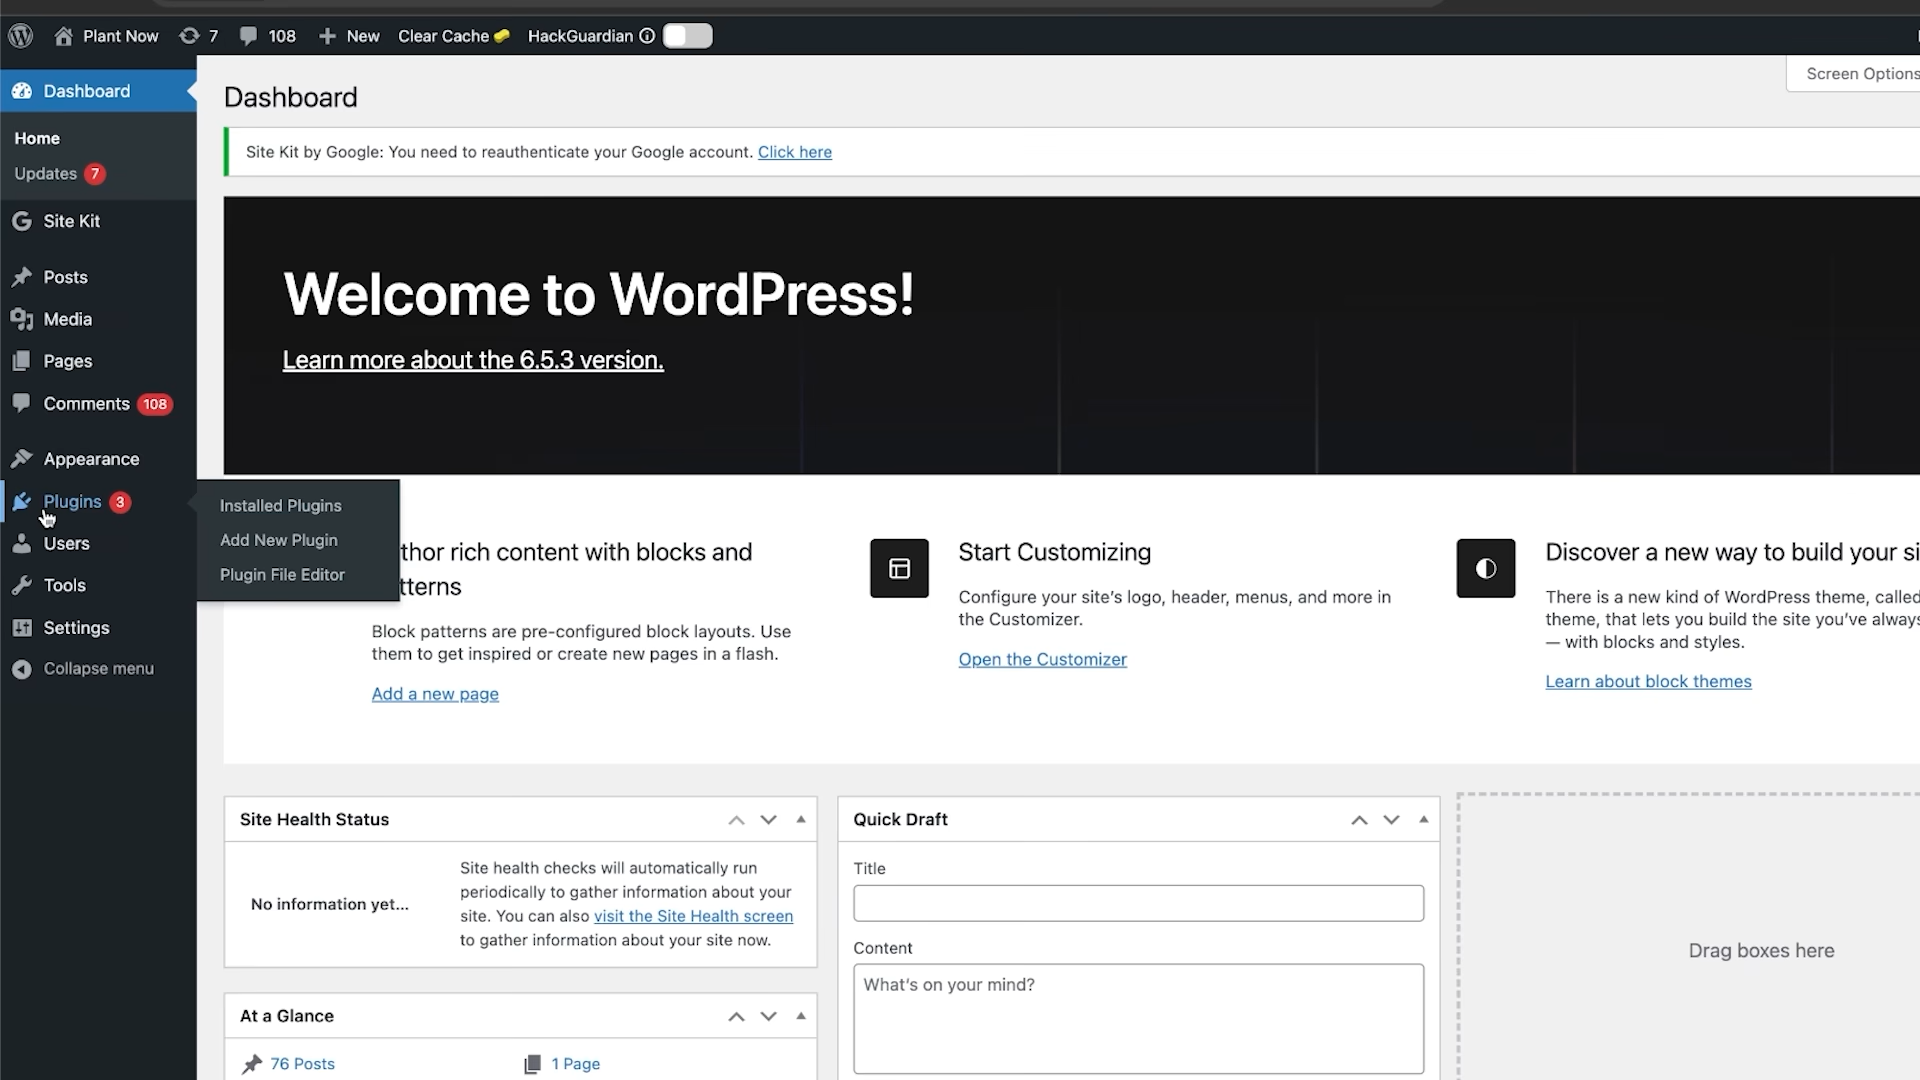 Plant Now
7
108
New
Clear Cache
HackGuardian
Dashboard
Home
Updates 7
Site Kit
Posts
Media
Pages
Comments 108
Appearance
Plugins 3
Users
Tools
Settings
Collapse menu
Installed Plugins
Add New Plugin
Plugin File Editor
Screen Options
Dashboard
Site Kit by Google: You need to reauthenticate your Google account. Click here
Welcome to WordPress!
Learn more about the 6.5.3 version.
thor rich content with blocks and
tterns
Block patterns are pre-configured block layouts. Use
them to get inspired or create new pages in a flash.
Add a new page
Start Customizing
Configure your site's logo, header, menus, and more in
the Customizer.
Open the Customizer
Discover a new way to build your si
There is a new kind of WordPress theme, called
theme, that lets you build the site you've always
— with blocks and styles.
Learn about block themes
Site Health Status
No information yet...
Site health checks will automatically run
periodically to gather information about your
site. You can also visit the Site Health screen
to gather information about your site now.
At a Glance
76 Posts
1 Page
Quick Draft
Title
Content
What's on your mind?
Drag boxes here